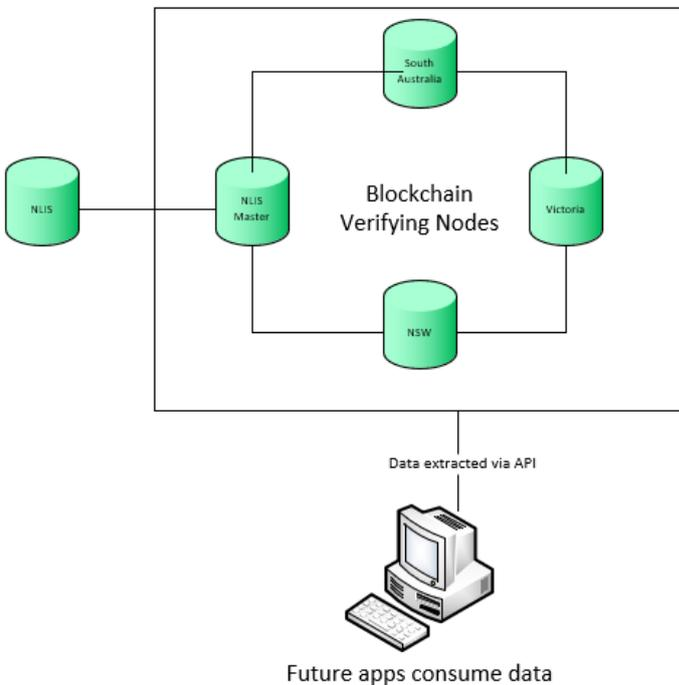 South
Australia
NLIS
NLIS
Master
Blockchain
Verifying Nodes
Victoria
NSW
Data extracted via API
Future apps consume data